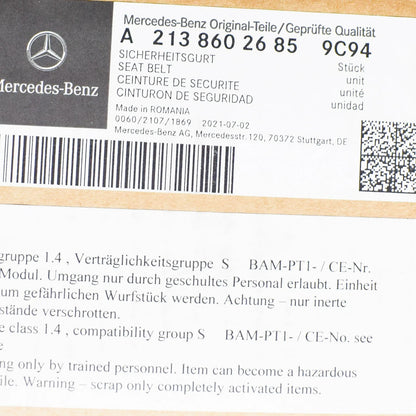 Mercedes-Benz Original-Teile/Geprüfte Qualität
A 213 860 26 85 9C94
SICHERHEITSGURT Stück
SEAT BELT unit
CEINTURE DE SECURITE unité
CINTURON DE SEGURIDAD unidad
Mercedes-Benz
Made in ROMANIA
0060/2107/1869 2021-07-02
Mercedes-Benz AG, Mercedesstr.120, 70372 Stuttgart, DE
gruppe 1.4 , Verträglichkeitsgruppe S BAM-PT1- / CE-Nr.
Modul. Umgang nur durch geschultes Personal erlaubt. Einheit
um gefährlichen Wurfstück werden. Achtung – nur inerte
stände verschrotten.
e class 1.4 , compatibility group S BAM-PT1- / CE-No. see
e
ng only by trained personnel. Item can become a hazardous
ile. Warning – scrap only completely activated items.